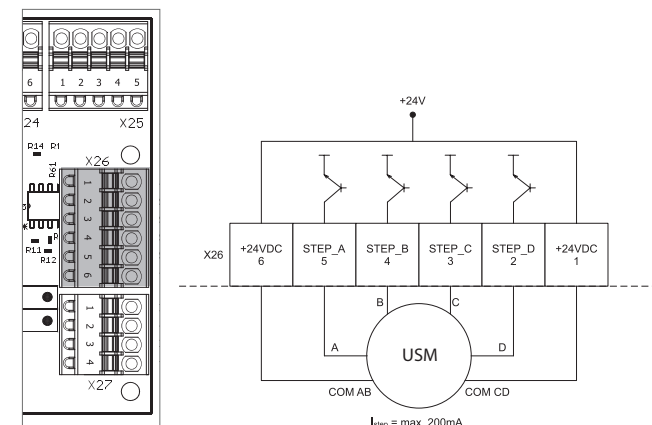 6 1 2 3 4 5
24 X25
R14 R1
X26
R61
1
2
3
4
5
6
R11
R12
1
2
3
4
X27
+24V
X26
+24VDC
6
STEP_A
5
STEP_B
4
STEP_C
3
STEP_D
2
+24VDC
1
B C
A USM D
COM AB COM CD
Istep = max. 200mA